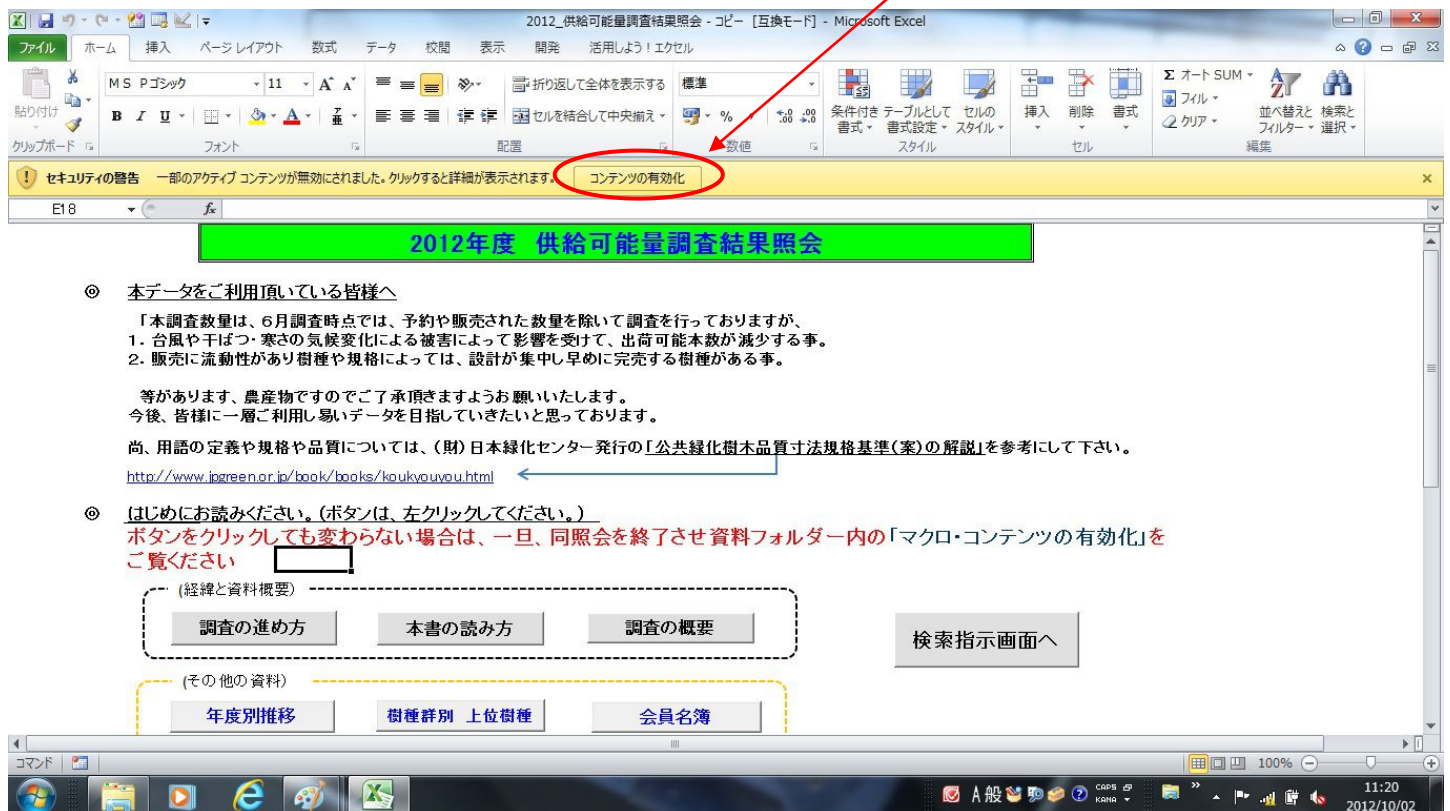 2012_供給可能量調査結果照会 - コピー [互換モード] - Microsoft Excel
ファイル ホーム 挿入 ページ レイアウト 数式 データ 校閲 表示 開発 活用しよう！エクセル
MS Pゴシック 11 A A 折り返して全体を表示する 標準
貼り付け B I U A セルを結合して中央揃え % , 条件付き書式 テーブルとして書式設定 セルのスタイル 挿入 削除 書式 Σ オート SUM フィル クリア 並べ替えとフィルター 検索と選択
クリップボード フォント 配置 数値 スタイル セル 編集
セキュリティの警告 一部のアクティブ コンテンツが無効にされました。クリックすると詳細が表示されます。 コンテンツの有効化
E18 fx
2012年度 供給可能量調査結果照会
◎ 本データをご利用頂いている皆様へ
「本調査数量は、6月調査時点では、予約や販売された数量を除いて調査を行っておりますが、
1. 台風や干ばつ・寒さの気候変化による被害によって影響を受けて、出荷可能本数が減少する事。
2. 販売に流動性があり樹種や規格によっては、設計が集中し早めに完売する樹種がある事。
等があります、農産物ですのでご了承頂きますようお願いいたします。
今後、皆様に一層ご利用し易いデータを目指していきたいと思っております。
尚、用語の定義や規格や品質については、(財)日本緑化センター発行の「公共緑化樹木品質寸法規格基準(案)の解説」を参考にして下さい。
http://www.jpgreen.or.jp/book/books/koukyouyou.html
◎ はじめにお読みください。(ボタンは、左クリックしてください。)
ボタンをクリックしても変わらない場合は、一旦、同照会を終了させ資料フォルダー内の「マクロ・コンテンツの有効化」を
ご覧ください
(経緯と資料概要)
調査の進め方 本書の読み方 調査の概要
検索指示画面へ
(その他の資料)
年度別推移 樹種群別 上位樹種 会員名簿
コマンド 100%
A 般 CAPS KANA 11:20
2012/10/02